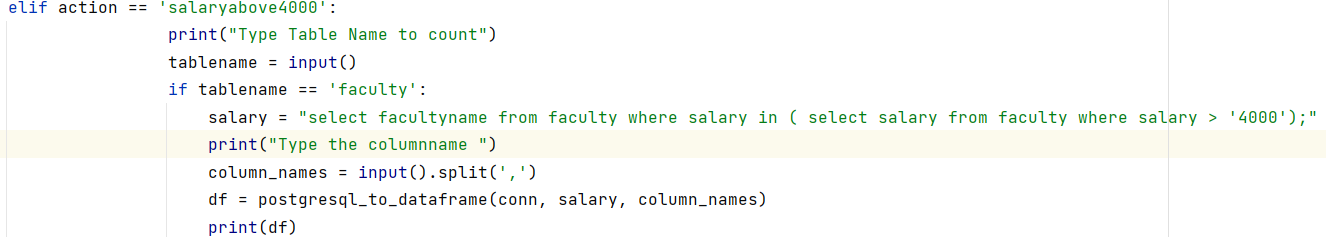 elif action == 'salaryabove4000':
print("Type Table Name to count")
tablename = input()
if tablename == 'faculty':
salary = "select facultyname from faculty where salary in ( select salary from faculty where salary > '4000');"
print("Type the columnname ")
column_names = input().split(',')
df = postgresql_to_dataframe(conn, salary, column_names)
print(df)